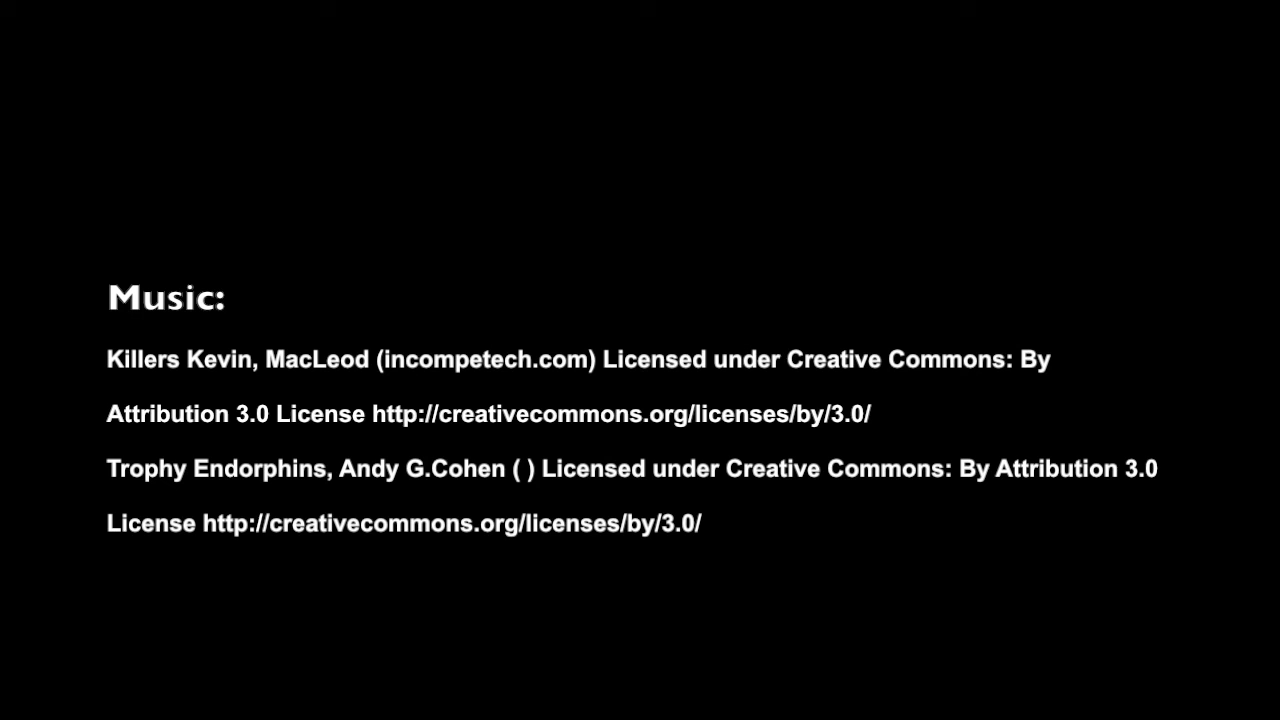 Music:
Killers Kevin, MacLeod (incompetech.com) Licensed under Creative Commons: By
Attribution 3.0 License http://creativecommons.org/licenses/by/3.0/
Trophy Endorphins, Andy G.Cohen ( ) Licensed under Creative Commons: By Attribution 3.0
License http://creativecommons.org/licenses/by/3.0/